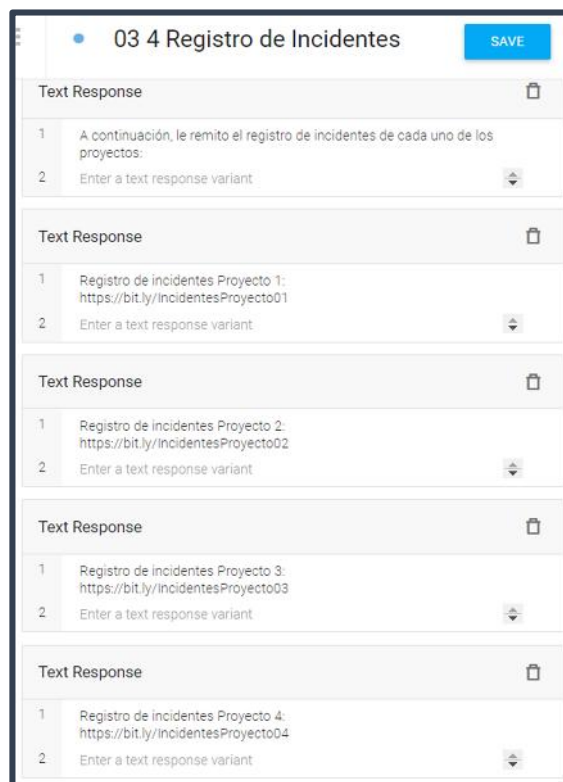 03 4 Registro de Incidentes
SAVE
Text Response
1 A continuación, le remito el registro de incidentes de cada uno de los
proyectos:
2 Enter a text response variant
Text Response
1 Registro de incidentes Proyecto 1:
https://bit.ly/IncidentesProyecto01
2 Enter a text response variant
Text Response
1 Registro de incidentes Proyecto 2:
https://bit.ly/IncidentesProyecto02
2 Enter a text response variant
Text Response
1 Registro de incidentes Proyecto 3:
https://bit.ly/IncidentesProyecto03
2 Enter a text response variant
Text Response
1 Registro de incidentes Proyecto 4:
https://bit.ly/IncidentesProyecto04
2 Enter a text response variant